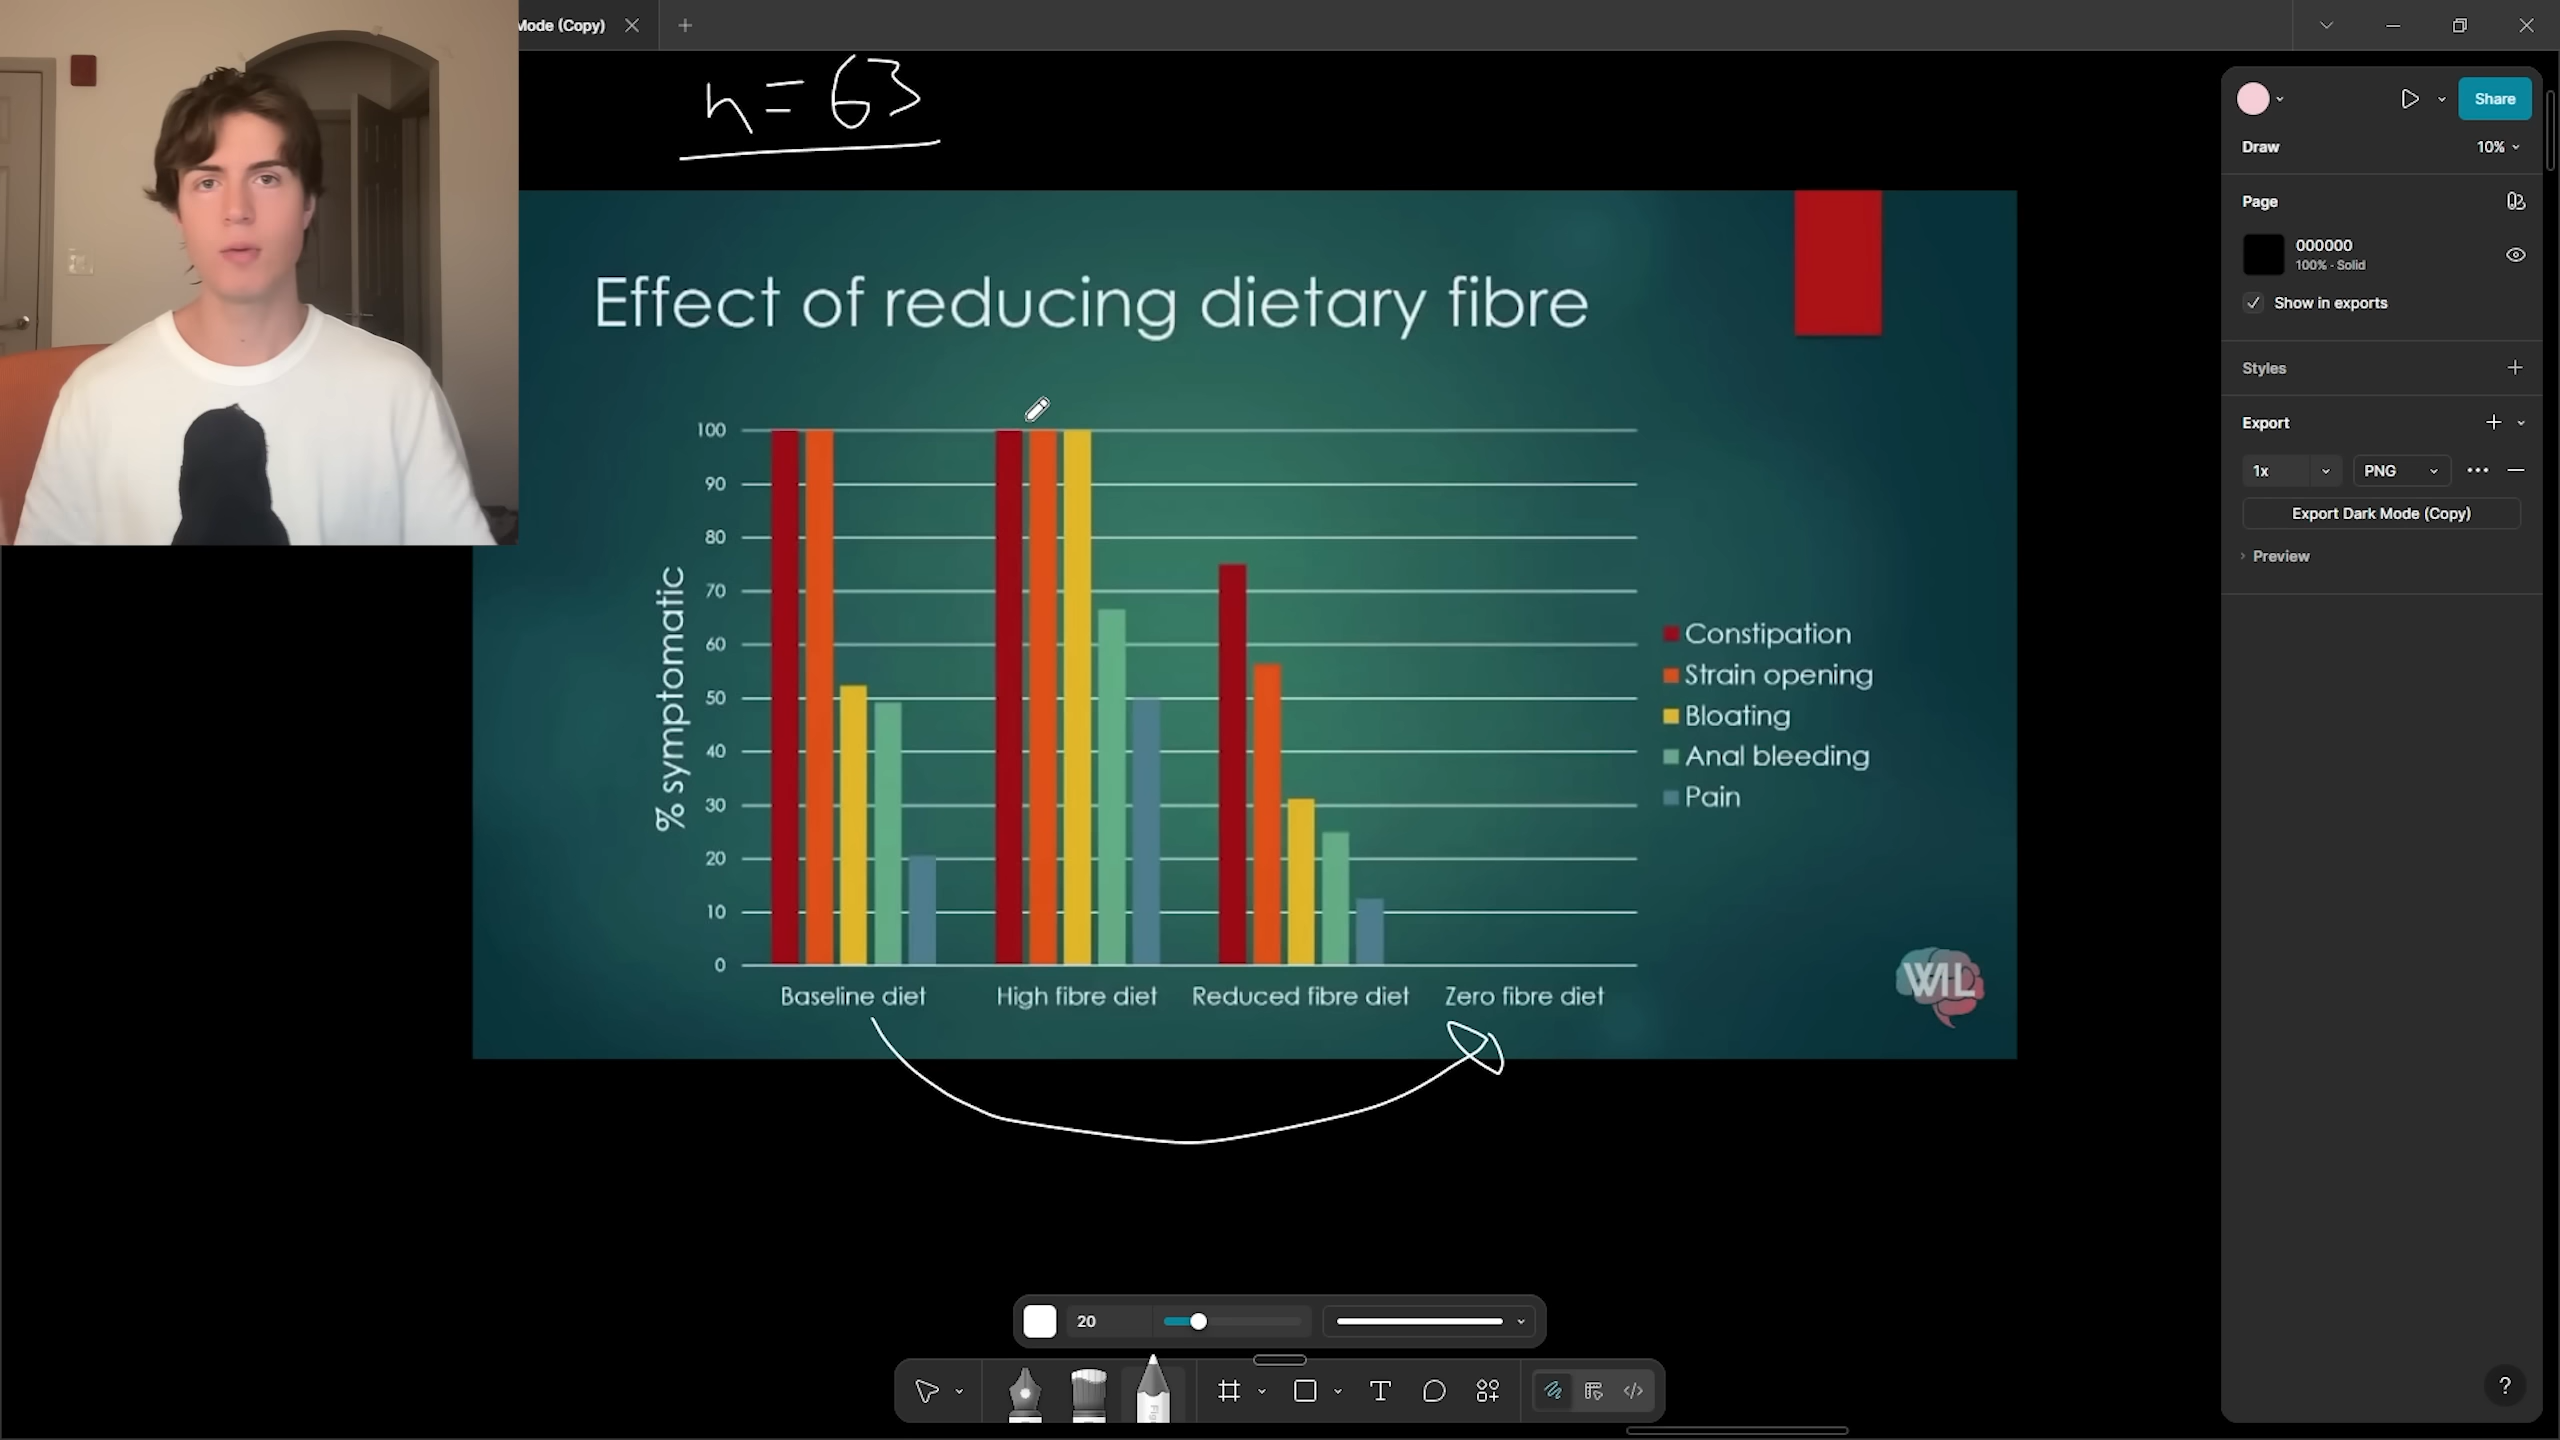 Mode (Copy)
n = 63
Effect of reducing dietary fibre
100
90
80
70
60
50
40
30
20
10
0
% symptomatic
Baseline diet
High fibre diet
Reduced fibre diet
Zero fibre diet
Constipation
Strain opening
Bloating
Anal bleeding
Pain
WIL
Share
Draw
10%
Page
000000
100% - Solid
Show in exports
Styles
Export
1x
PNG
Export Dark Mode (Copy)
Preview
20
?